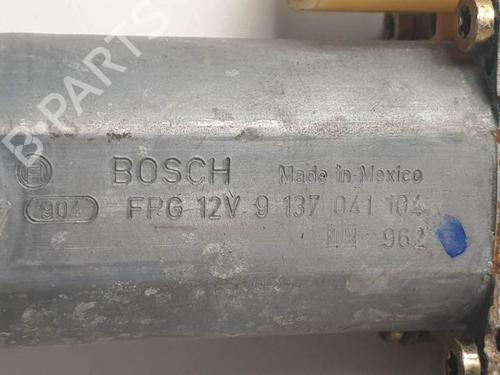 B-PARTS
BOSCH Made in Mexico
904 FPG 12V 9 137 041 104
962